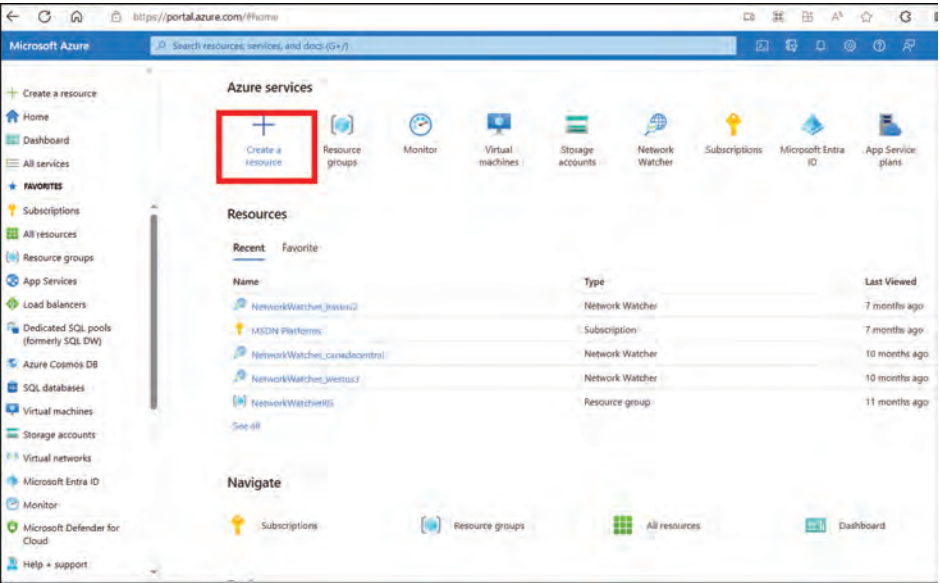 https://portal.azure.com/#home
Microsoft Azure
Search resources, services, and docs (G+/)
Create a resource
Home
Dashboard
All services
FAVORITES
Subscriptions
All resources
Resource groups
App Services
Load balancers
Dedicated SQL pools
(formerly SQL DW)
Azure Cosmos DB
SQL databases
Virtual machines
Storage accounts
Virtual networks
Microsoft Entra ID
Monitor
Microsoft Defender for
Cloud
Help + support
Azure services
Create a
resource
Resource
groups
Monitor
Virtual
machines
Storage
accounts
Network
Watcher
Subscriptions
Microsoft Entra
ID
App Service
plans
Resources
Recent Favorite
Name Type Last Viewed
Network Watcher 7 months ago
MSDN Platforms Subscription 7 months ago
NetworkWatcher_canadacentral Network Watcher 10 months ago
NetworkWatcher_westus3 Network Watcher 10 months ago
NetworkWatcherRG Resource group 11 months ago
See all
Navigate
Subscriptions Resource groups All resources Dashboard